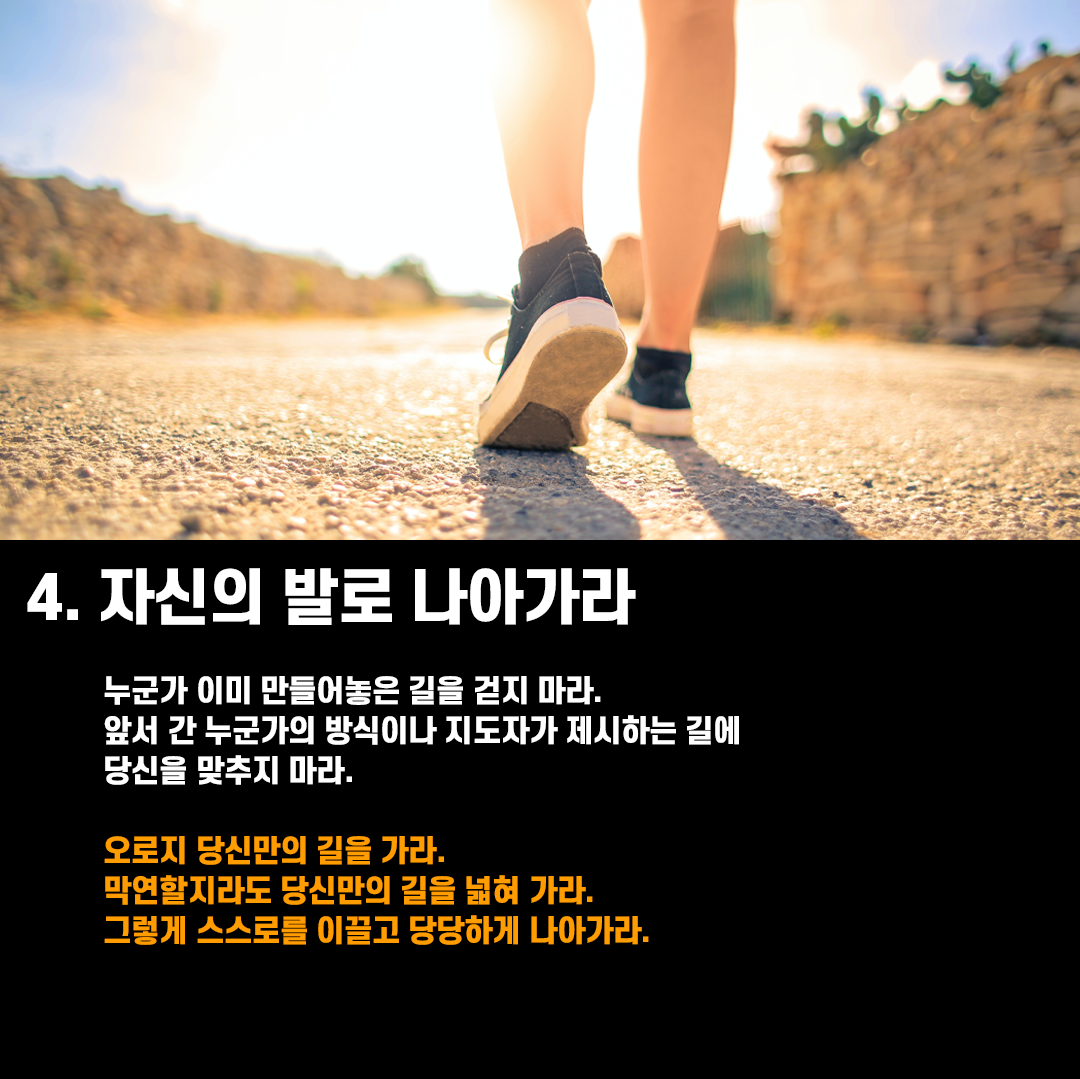 4. 자신의 발로 나아가라
누군가 이미 만들어놓은 길을 걷지 마라.
앞서 간 누군가의 방식이나 지도자가 제시하는 길에
당신을 맞추지 마라.
오로지 당신만의 길을 가라.
막연할지라도 당신만의 길을 넓혀 가라.
그렇게 스스로를 이끌고 당당하게 나아가라.